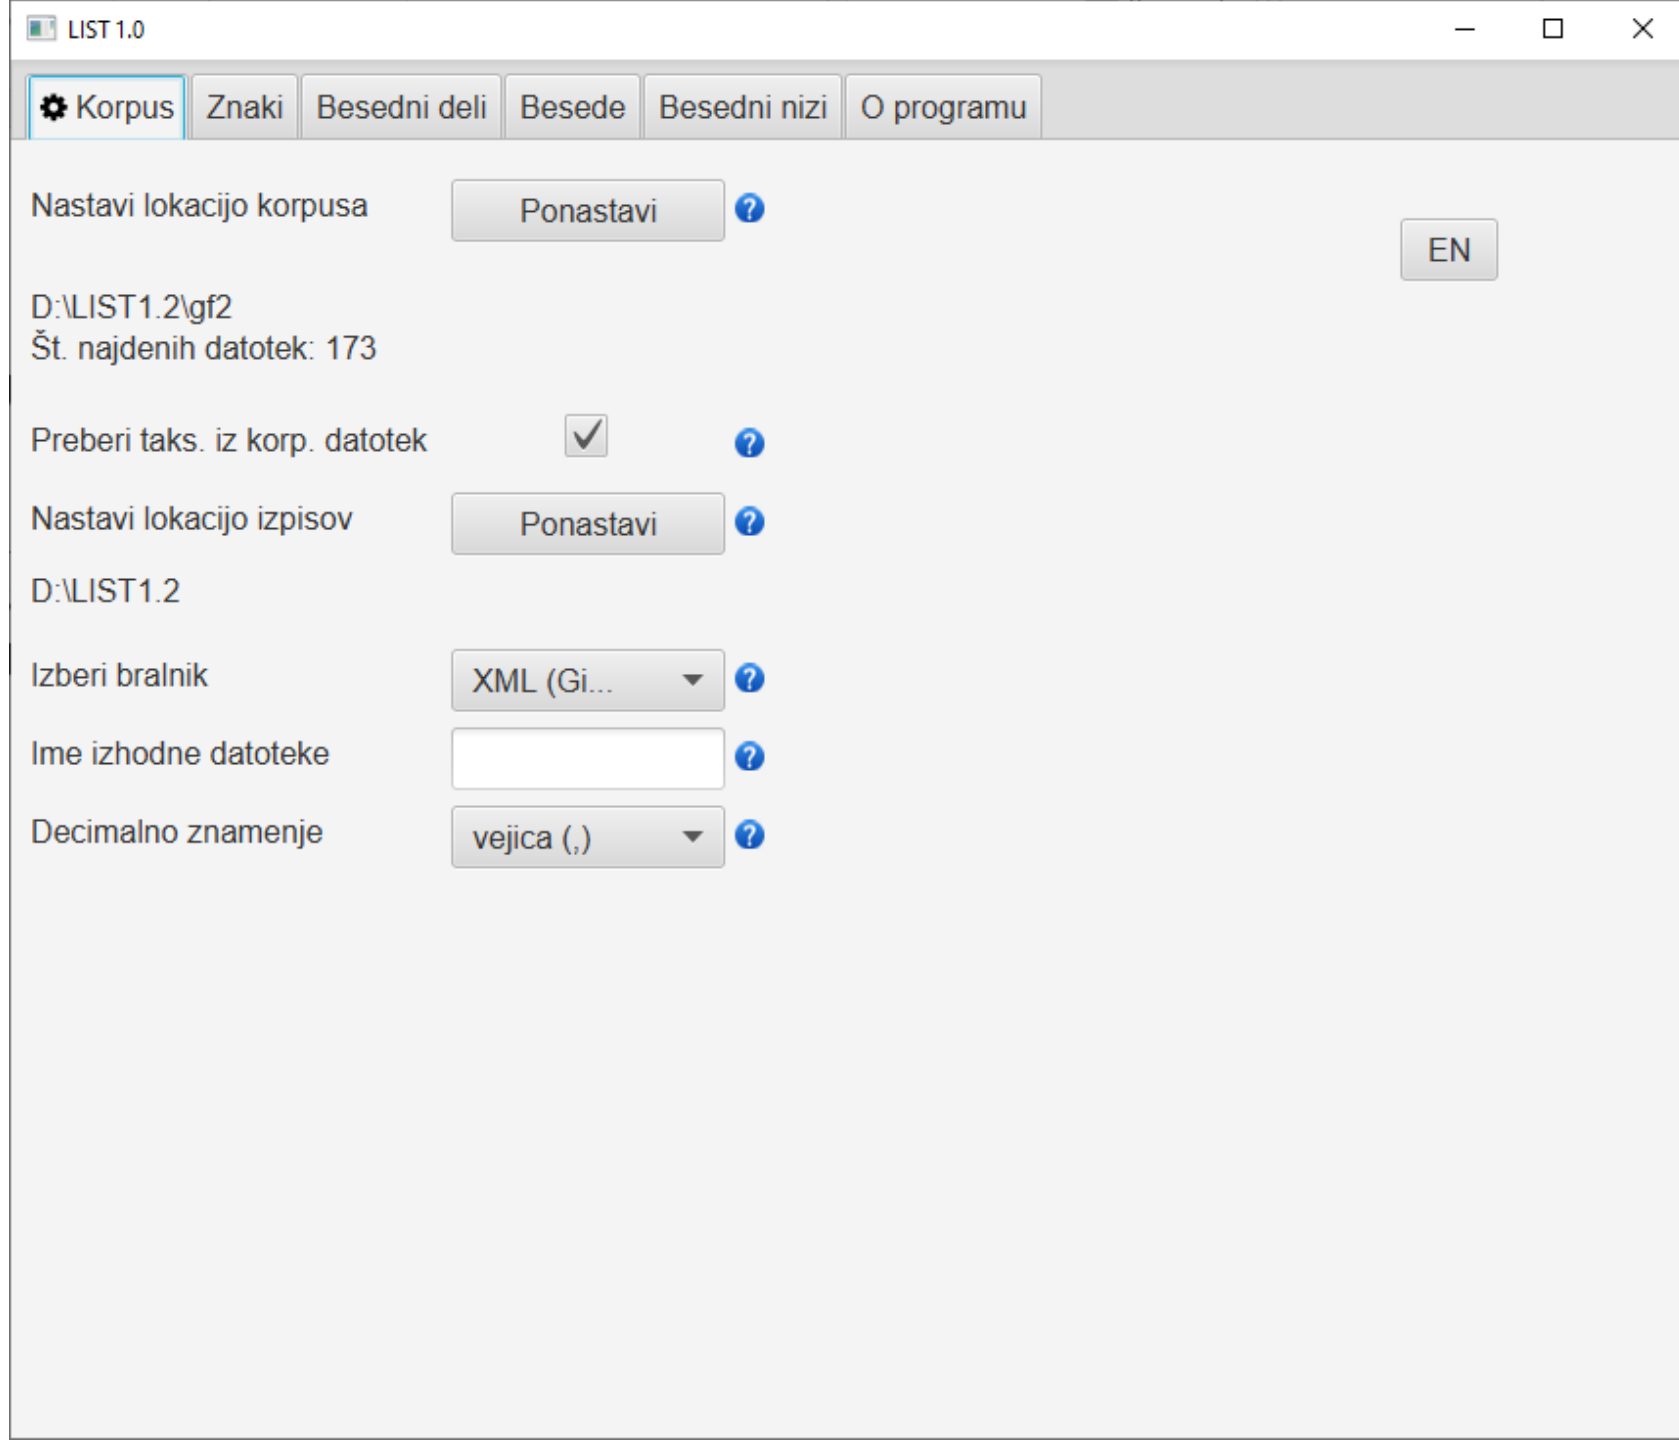 LIST 1.0
Korpus Znaki Besedni deli Besede Besedni nizi O programu
Nastavi lokacijo korpusa Ponastavi ?
EN
D:\LIST1.2\gf2
Št. najdenih datotek: 173
Preberi taks. iz korp. datotek ?
Nastavi lokacijo izpisov Ponastavi ?
D:\LIST1.2
Izberi bralnik XML (Gi... ?
Ime izhodne datoteke ?
Decimalno znamenje vejica (,) ?